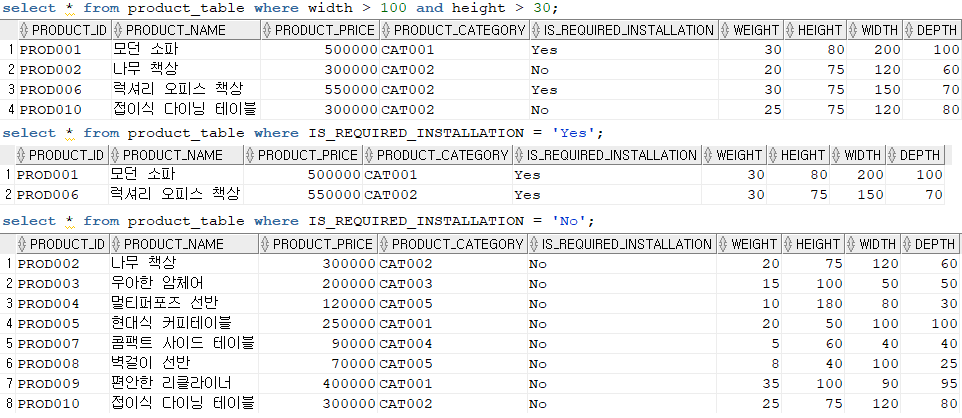 select * from product_table where width > 100 and height > 30;
PRODUCT_ID PRODUCT_NAME PRODUCT_PRICE PRODUCT_CATEGORY IS_REQUIRED_INSTALLATION WEIGHT HEIGHT WIDTH DEPTH
1 PROD001 모던 소파 500000 CAT001 Yes 30 80 200 100
2 PROD002 나무 책상 300000 CAT002 No 20 75 120 60
3 PROD006 럭셔리 오피스 책상 550000 CAT002 Yes 30 75 150 70
4 PROD010 접이식 다이닝 테이블 300000 CAT002 No 25 75 120 80
select * from product_table where IS_REQUIRED_INSTALLATION = 'Yes';
PRODUCT_ID PRODUCT_NAME PRODUCT_PRICE PRODUCT_CATEGORY IS_REQUIRED_INSTALLATION WEIGHT HEIGHT WIDTH DEPTH
1 PROD001 모던 소파 500000 CAT001 Yes 30 80 200 100
2 PROD006 럭셔리 오피스 책상 550000 CAT002 Yes 30 75 150 70
select * from product_table where IS_REQUIRED_INSTALLATION = 'No';
PRODUCT_ID PRODUCT_NAME PRODUCT_PRICE PRODUCT_CATEGORY IS_REQUIRED_INSTALLATION WEIGHT HEIGHT WIDTH DEPTH
1 PROD002 나무 책상 300000 CAT002 No 20 75 120 60
2 PROD003 우아한 암체어 200000 CAT003 No 15 100 50 50
3 PROD004 멀티퍼포즈 선반 120000 CAT005 No 10 180 80 30
4 PROD005 현대식 커피테이블 250000 CAT001 No 20 50 100 100
5 PROD007 콤팩트 사이드 테이블 90000 CAT004 No 5 60 40 40
6 PROD008 벽걸이 선반 70000 CAT005 No 8 40 100 25
7 PROD009 편안한 리클라이너 400000 CAT001 No 35 100 90 95
8 PROD010 접이식 다이닝 테이블 300000 CAT002 No 25 75 120 80